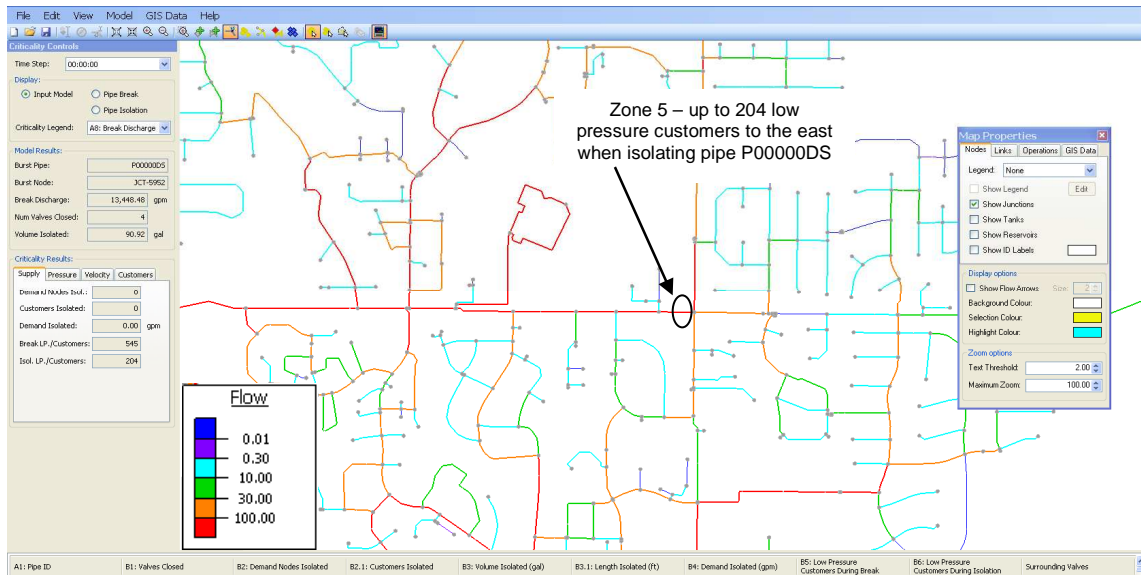 File Edit View Model GIS Data Help
Criticality Controls
Time Step: 00:00:00
Display:
Input Model
Pipe Break
Pipe Isolation
Criticality Legend: A8: Break Discharge
Model Results:
Burst Pipe: P00000DS
Burst Node: JCT-5952
Break Discharge: 13,448.48 gpm
Num Valves Closed: 4
Volume Isolated: 90.92 gal
Criticality Results:
Supply Pressure Velocity Customers
Demand Nodes Isol.: 0
Customers Isolated: 0
Demand Isolated: 0.00 gpm
Break LP./Customers: 545
Isol. LP./Customers: 204
Zone 5 – up to 204 low
pressure customers to the east
when isolating pipe P00000DS
Flow
0.01
0.30
10.00
30.00
100.00
Map Properties
Nodes Links Operations GIS Data
Legend: None
Show Legend Edit
Show Junctions
Show Tanks
Show Reservoirs
Show ID Labels
Display options
Show Flow Arrows Size: 2
Background Colour:
Selection Colour:
Highlight Colour:
Zoom options
Text Threshold: 2.00
Maximum Zoom: 100.00
A1: Pipe ID B1: Valves Closed B2: Demand Nodes Isolated B2.1: Customers Isolated B3: Volume Isolated (gal) B3.1: Length Isolated (ft) B4: Demand Isolated (gpm) B5: Low Pressure Customers During Break B6: Low Pressure Customers During Isolation Surrounding Valves